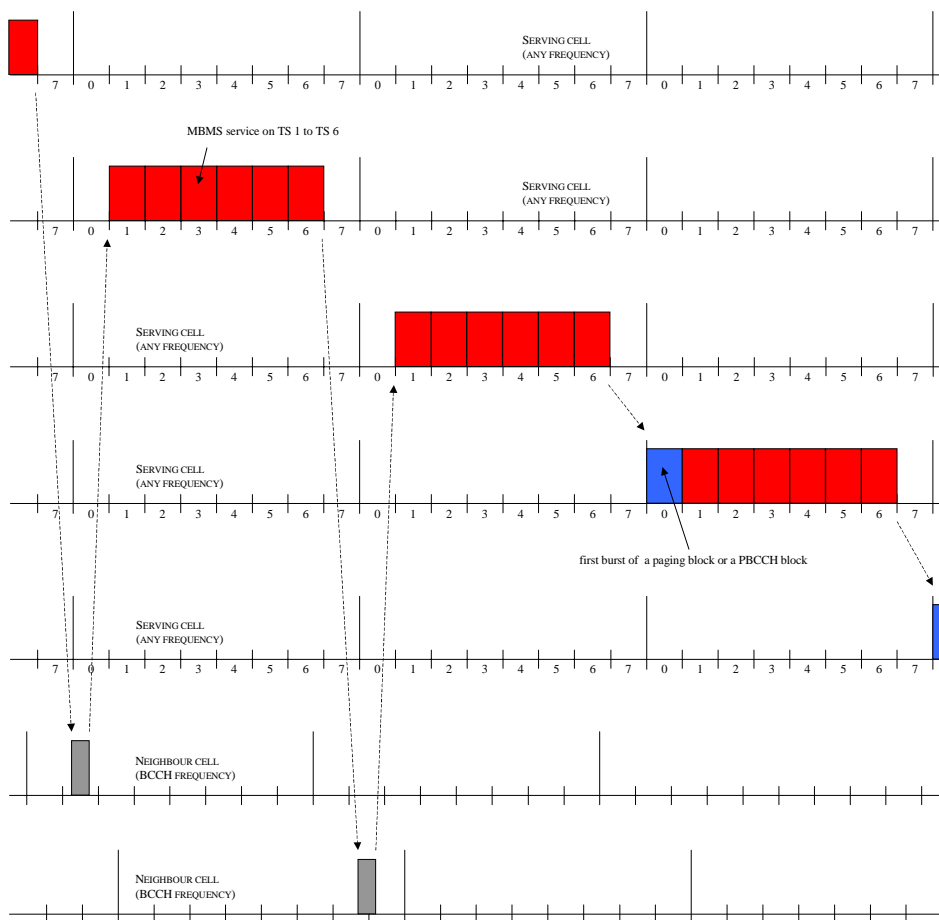 SERVING CELL
(ANY FREQUENCY)
7 0 1 2 3 4 5 6 7 0 1 2 3 4 5 6 7 0 1 2 3 4 5 6 7
MBMS service on TS 1 to TS 6
SERVING CELL
(ANY FREQUENCY)
7 0 1 2 3 4 5 6 7 0 1 2 3 4 5 6 7 0 1 2 3 4 5 6 7
SERVING CELL
(ANY FREQUENCY)
7 0 1 2 3 4 5 6 7 0 1 2 3 4 5 6 7 0 1 2 3 4 5 6 7
SERVING CELL
(ANY FREQUENCY)
7 0 1 2 3 4 5 6 7 0 1 2 3 4 5 6 7 0 1 2 3 4 5 6 7
first burst of a paging block or a PBCCH block
SERVING CELL
(ANY FREQUENCY)
7 0 1 2 3 4 5 6 7 0 1 2 3 4 5 6 7 0 1 2 3 4 5 6 7
NEIGHBOUR CELL
(BCCH FREQUENCY)
NEIGHBOUR CELL
(BCCH FREQUENCY)